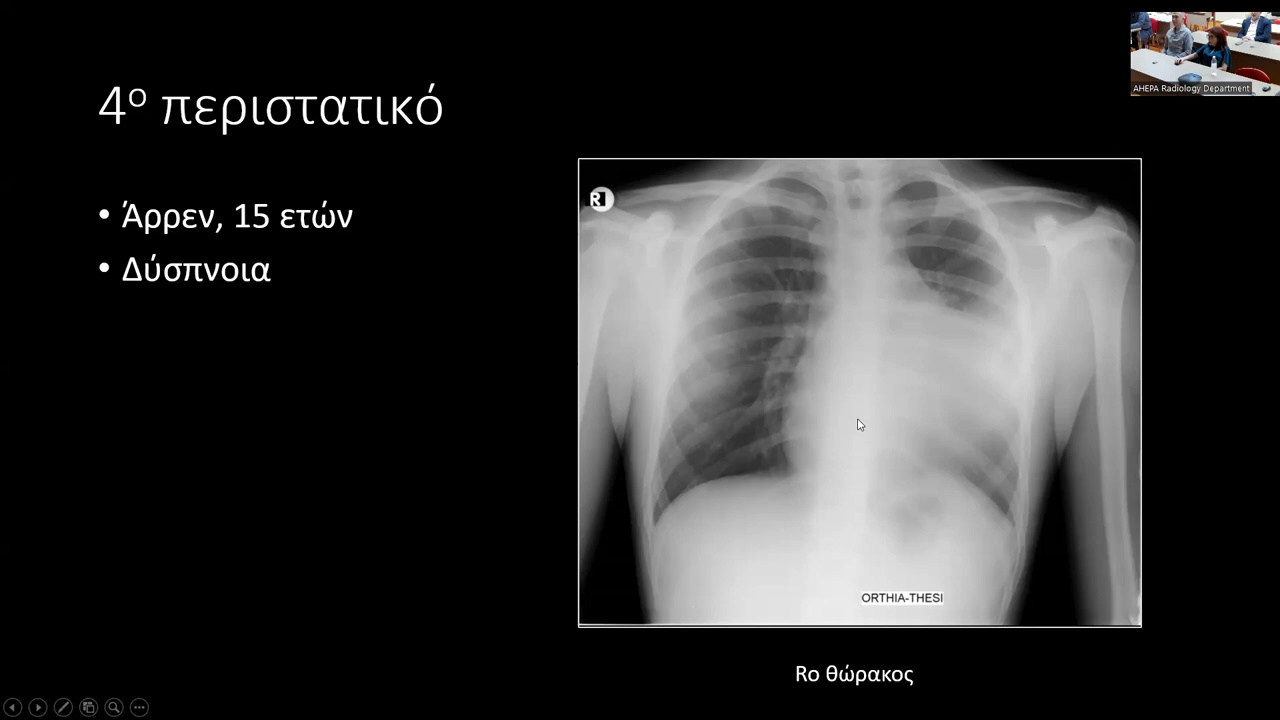 4ο περιστατικό
• Άρρεν, 15 ετών
• Δύσπνοια
R
ORTHIA-THESI
Ro θώρακος
AHEPA Radiology Department